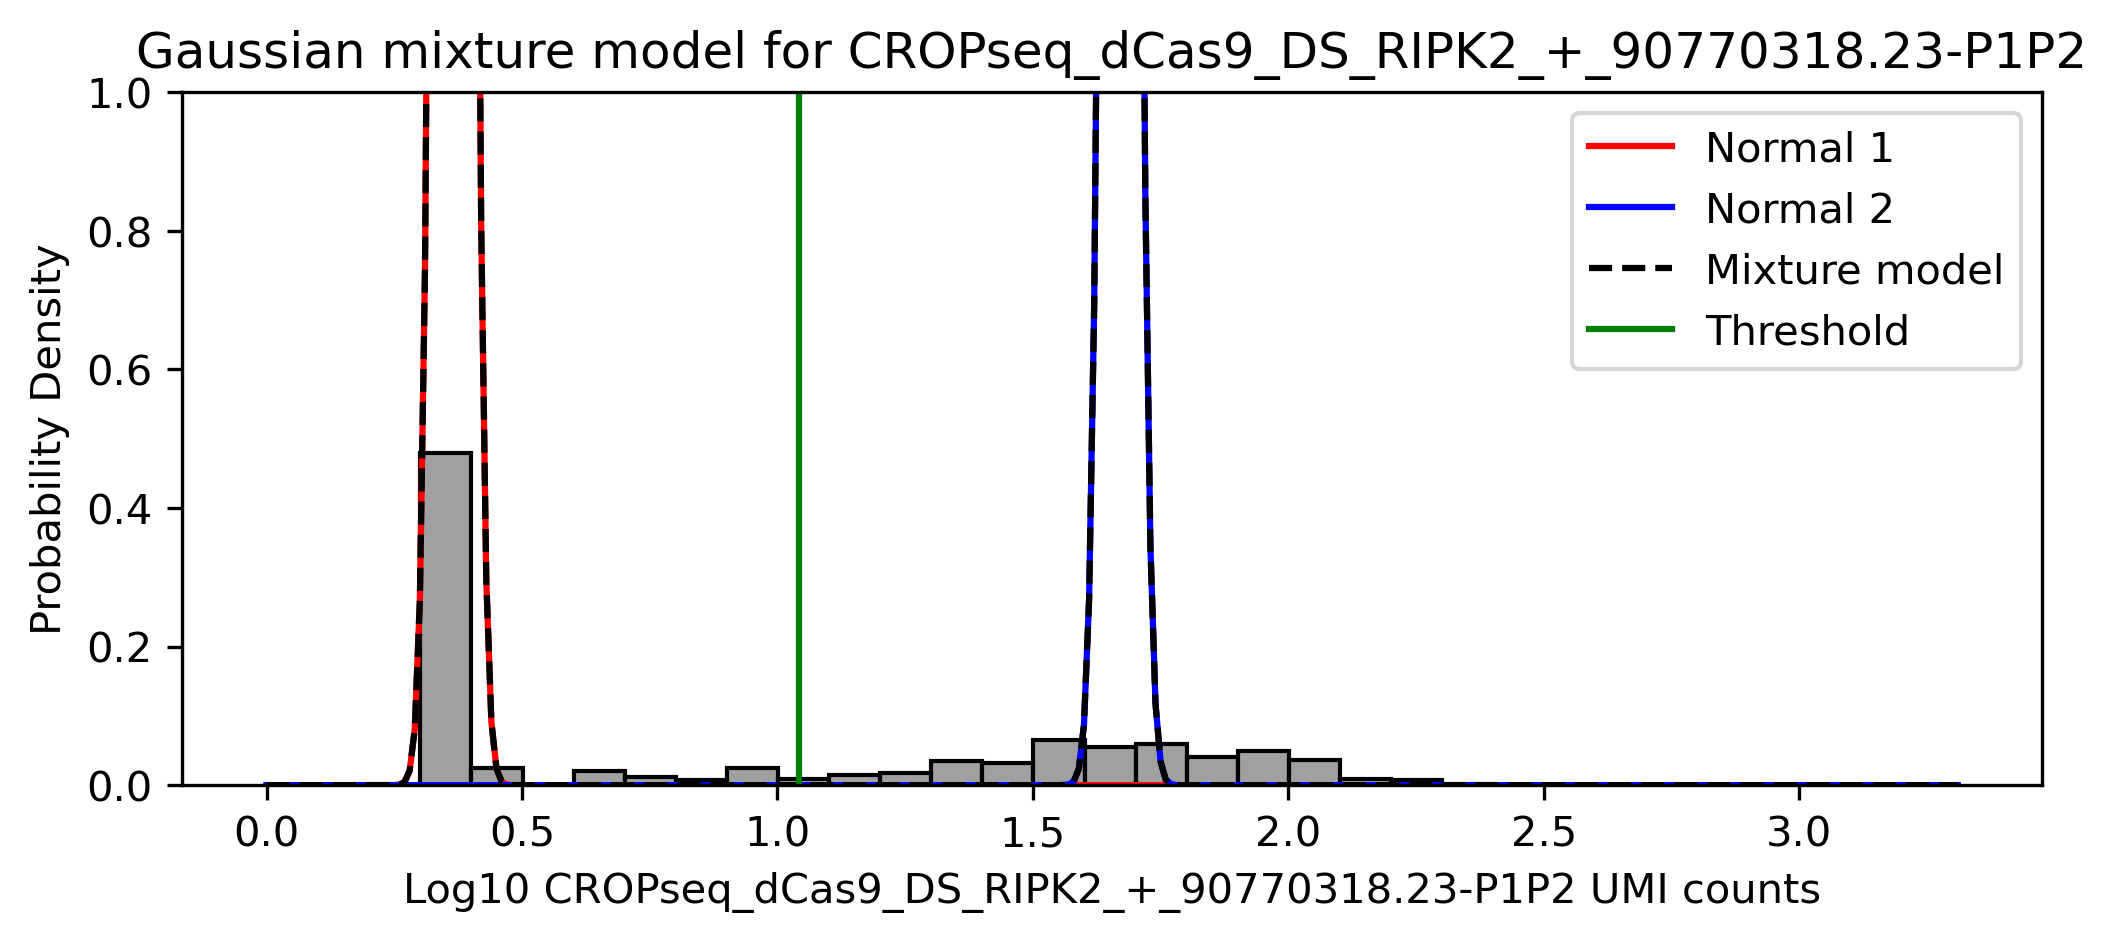 Gaussian mixture model for CROPseq_dCas9_DS_RIPK2_+_90770318.23-P1P2
1.0
0.8
0.6
0.4
0.2
0.0
Probability Density
Normal 1
Normal 2
Mixture model
Threshold
0.0 0.5 1.0 1.5 2.0 2.5 3.0
Log10 CROPseq_dCas9_DS_RIPK2_+_90770318.23-P1P2 UMI counts